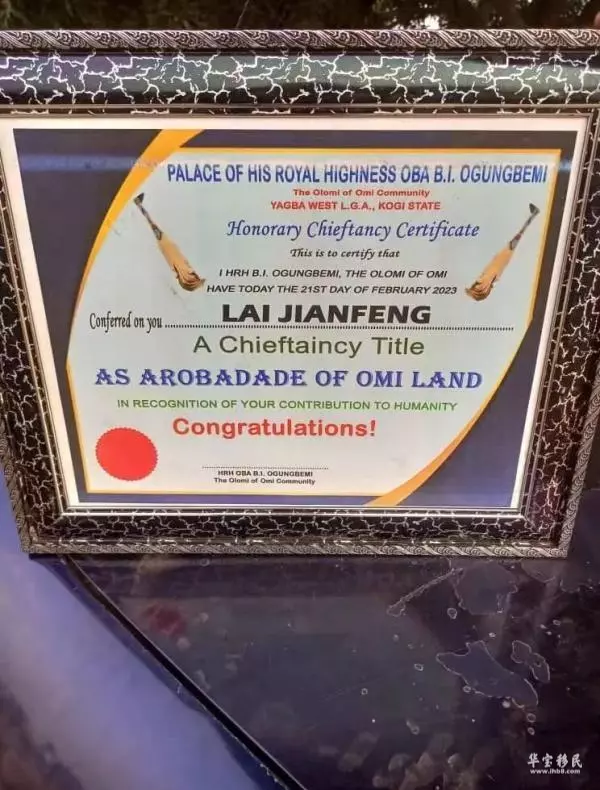 PALACE OF HIS ROYAL HIGHNESS OBA B.I. OGUNGBEMI
The Olomi of Omi Community
YAGBA WEST L.G.A., KOGI STATE
Honorary Chieftancy Certificate
This is to certify that
I HRH B.I. OGUNGBEMI, THE OLOMI OF OMI
HAVE TODAY THE 21ST DAY OF FEBRUARY 2023
Conferred on you LAI JIANFENG
A Chieftaincy Title
AS AROBADADE OF OMI LAND
IN RECOGNITION OF YOUR CONTRIBUTION TO HUMANITY
Congratulations!
HRH OBA B.I. OGUNGBEMI
The Olomi of Omi Community
华宝移民
www.ihbll.com